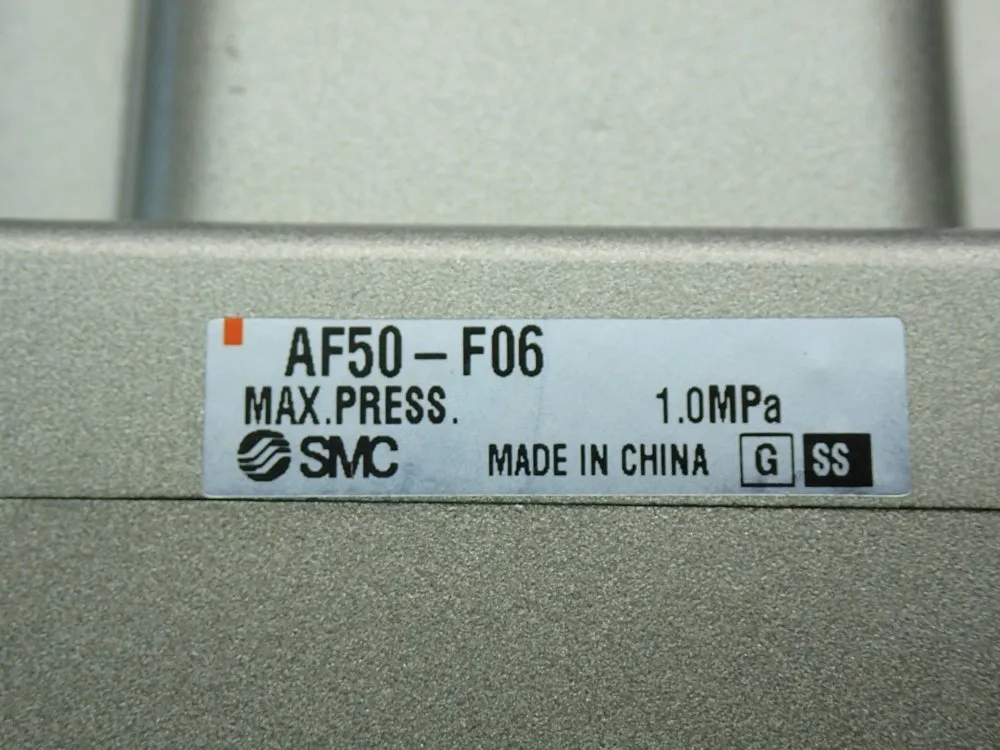 AF50-F06
MAX.PRESS. 1.0MPa
SMC MADE IN CHINA G SS